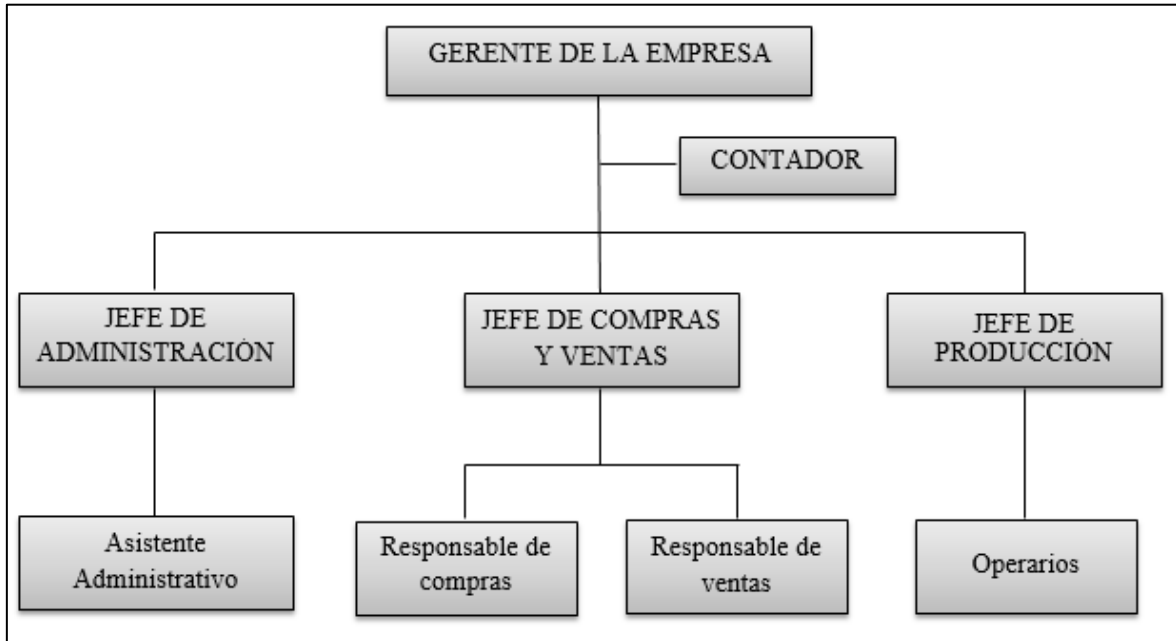 GERENTE DE LA EMPRESA
CONTADOR
JEFE DE
ADMINISTRACIÓN
JEFE DE COMPRAS
Y VENTAS
JEFE DE
PRODUCCIÓN
Asistente
Administrativo
Responsable de
compras
Responsable de
ventas
Operarios